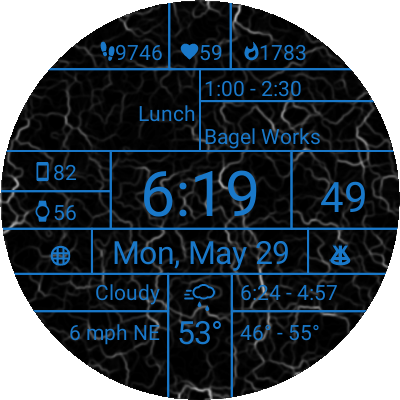 9746 59 1783
1:00 - 2:30
Lunch
Bagel Works
82
6:19 49
56
Mon, May 29
Cloudy 6:24 - 4:57
6 mph NE 53° 46° - 55°